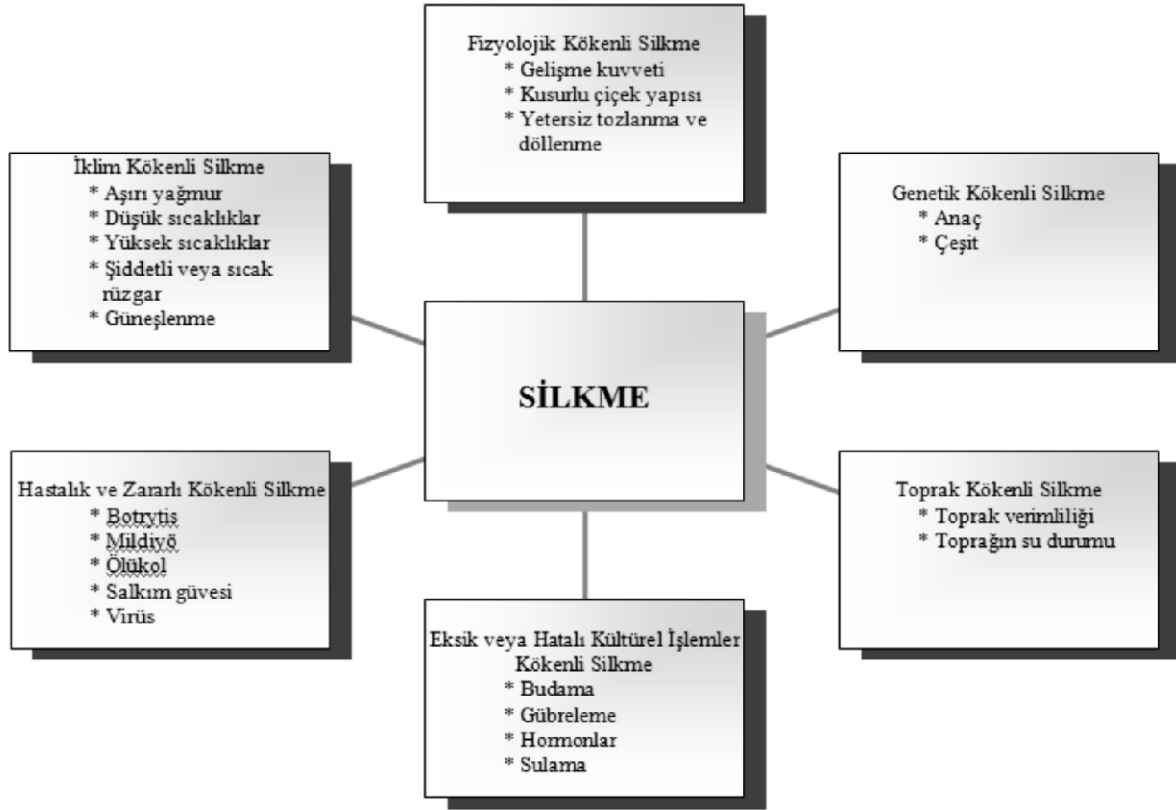 Fizyolojik Kökenli Silkme
* Gelişme kuvveti
* Kusurlu çiçek yapısı
* Yetersiz tozlanma ve
döllenme
İklim Kökenli Silkme
* Aşırı yağmur
* Düşük sıcaklıklar
* Yüksek sıcaklıklar
* Şiddetli veya sıcak
rüzgar
* Güneşlenme
Genetik Kökenli Silkme
* Anaç
* Çeşit
SİLKME
Hastalık ve Zararlı Kökenli Silkme
* Botrytis
* Mildiyö
* Ölükol
* Salkım güvesi
* Virüs
Toprak Kökenli Silkme
* Toprak verimliliği
* Toprağın su durumu
Eksik veya Hatalı Kültürel İşlemler
Kökenli Silkme
* Budama
* Gübreleme
* Hormonlar
* Sulama